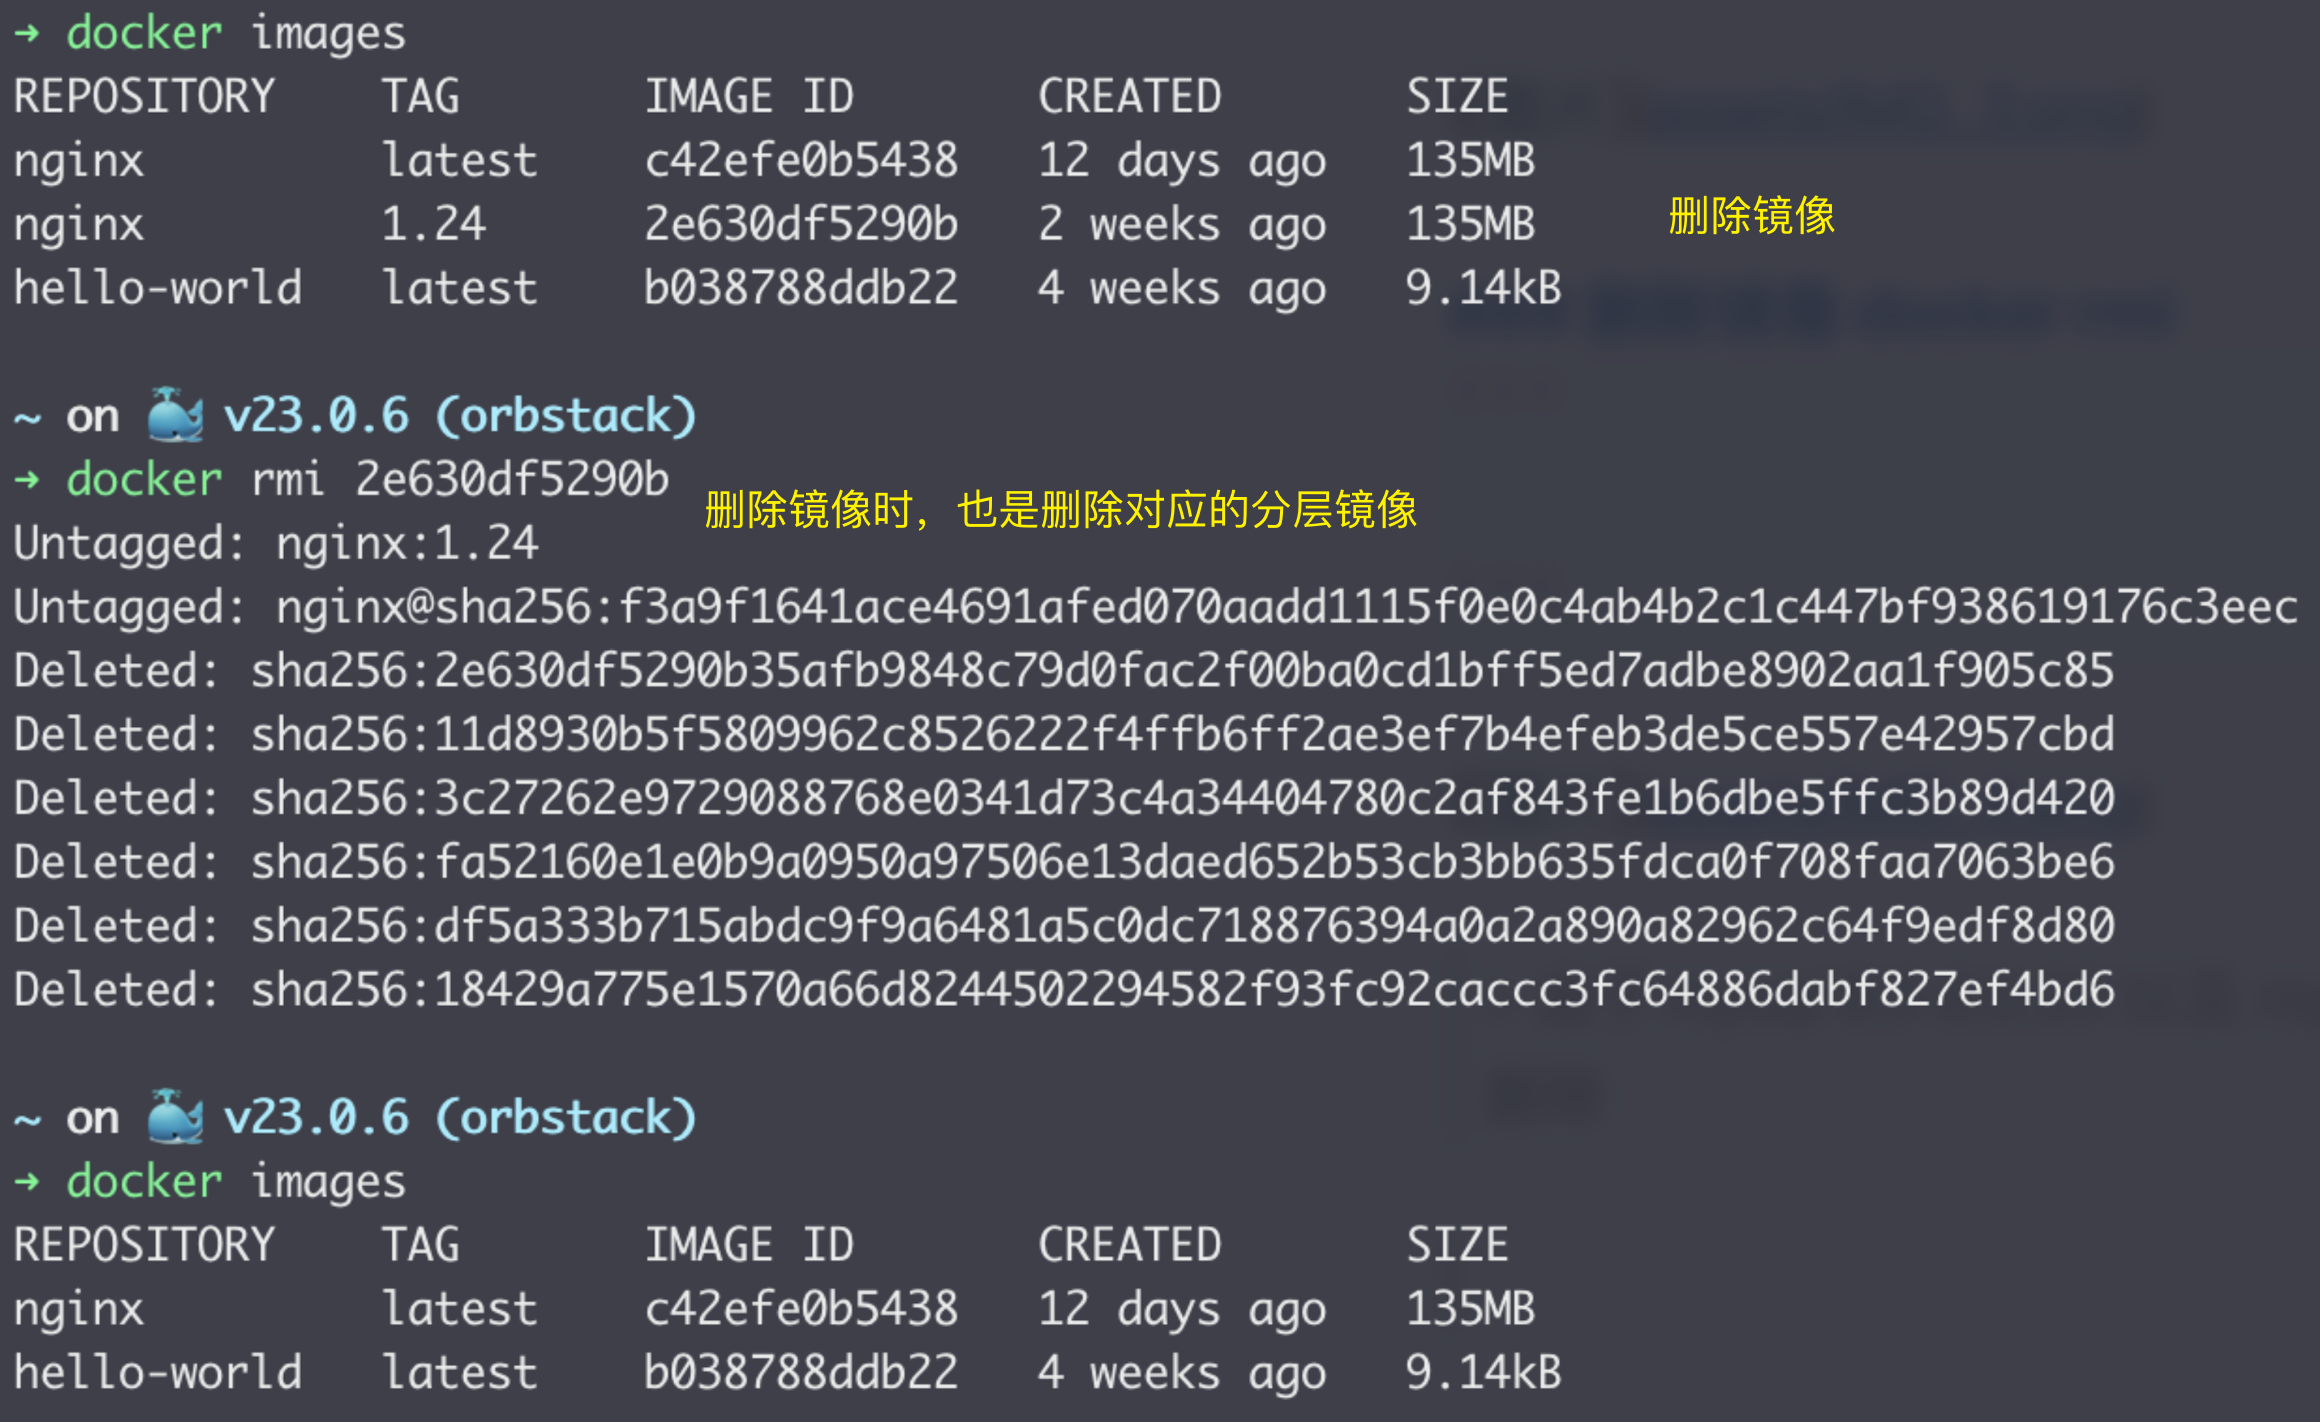 → docker images
REPOSITORY TAG IMAGE ID CREATED SIZE
nginx latest c42efe0b5438 12 days ago 135MB
nginx 1.24 2e630df5290b 2 weeks ago 135MB
删除镜像
hello-world latest b038788ddb22 4 weeks ago 9.14kB
~ on 🐳 v23.0.6 (orbstack)
→ docker rmi 2e630df5290b
删除镜像时，也是删除对应的分层镜像
Untagged: nginx:1.24
Untagged: nginx@sha256:f3a9f1641ace4691afed070aadd1115f0e0c4ab4b2c1c447bf938619176c3eec
Deleted: sha256:2e630df5290b35afb9848c79d0fac2f00ba0cd1bff5ed7adbe8902aa1f905c85
Deleted: sha256:11d8930b5f5809962c8526222f4ffb6ff2ae3ef7b4efeb3de5ce557e42957cbd
Deleted: sha256:3c27262e9729088768e0341d73c4a34404780c2af843fe1b6dbe5ffc3b89d420
Deleted: sha256:fa52160e1e0b9a0950a97506e13daed652b53cb3bb635fdca0f708faa7063be6
Deleted: sha256:df5a333b715abdc9f9a6481a5c0dc718876394a0a2a890a82962c64f9edf8d80
Deleted: sha256:18429a775e1570a66d8244502294582f93fc92caccc3fc64886dabf827ef4bd6
~ on 🐳 v23.0.6 (orbstack)
→ docker images
REPOSITORY TAG IMAGE ID CREATED SIZE
nginx latest c42efe0b5438 12 days ago 135MB
hello-world latest b038788ddb22 4 weeks ago 9.14kB